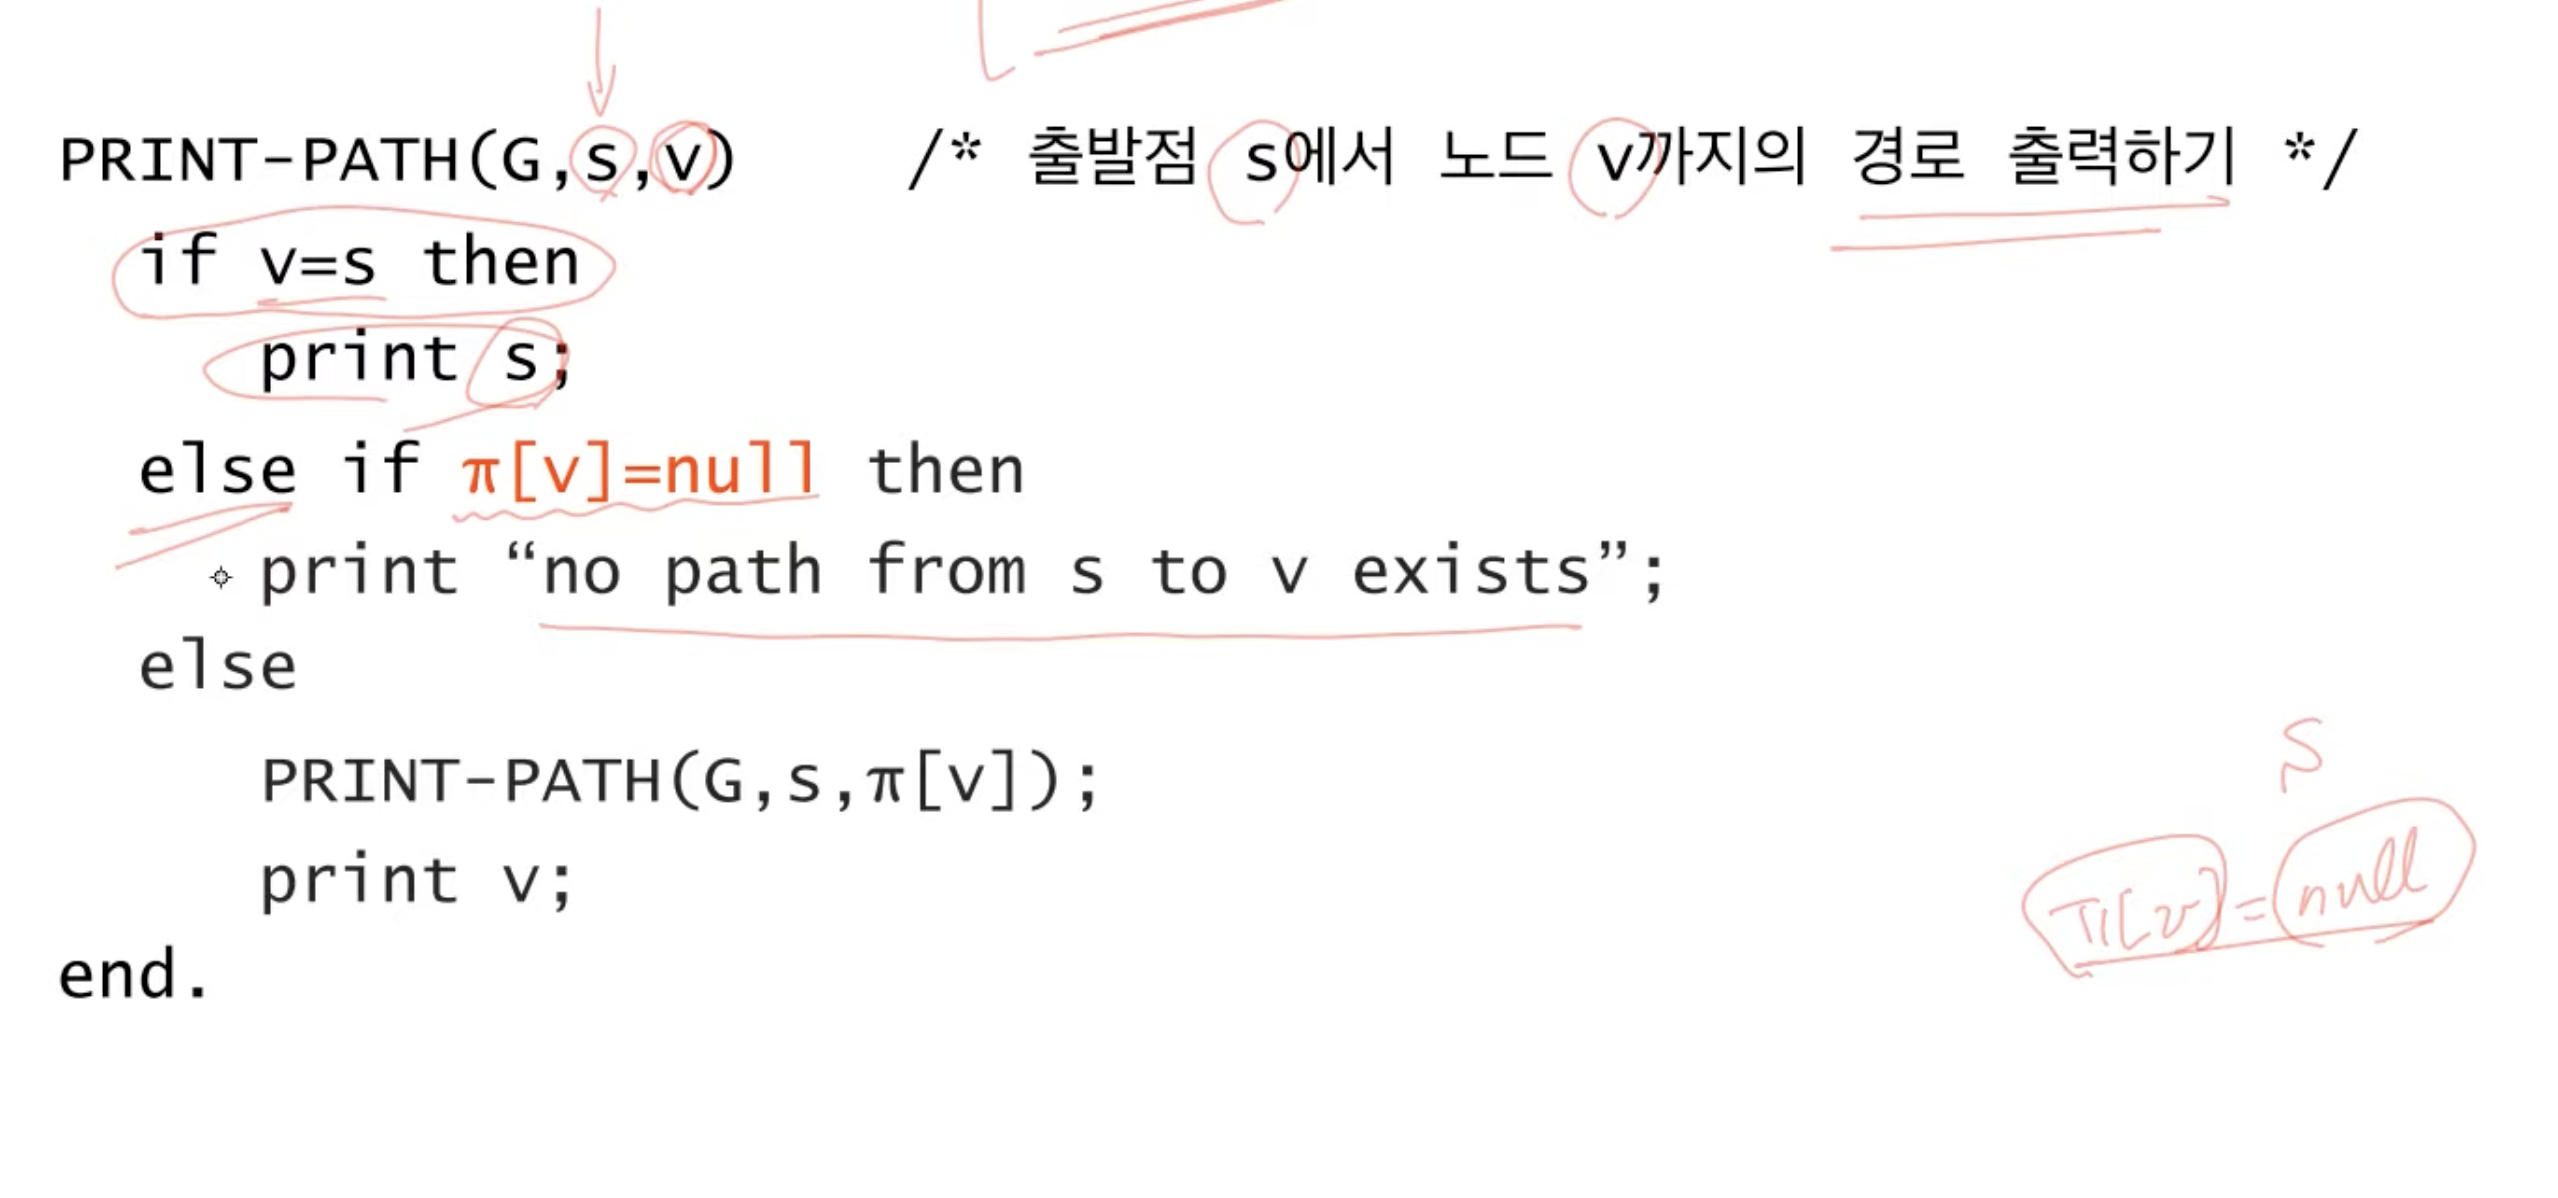 PRINT-PATH(G,s,v) /* 출발점 s에서 노드 v까지의 경로 출력하기 */
if v=s then
print s;
else if π[v]=null then
print “no path from s to v exists”;
else
PRINT-PATH(G,s,π[v]);
print v;
end.
S
π[v]=null